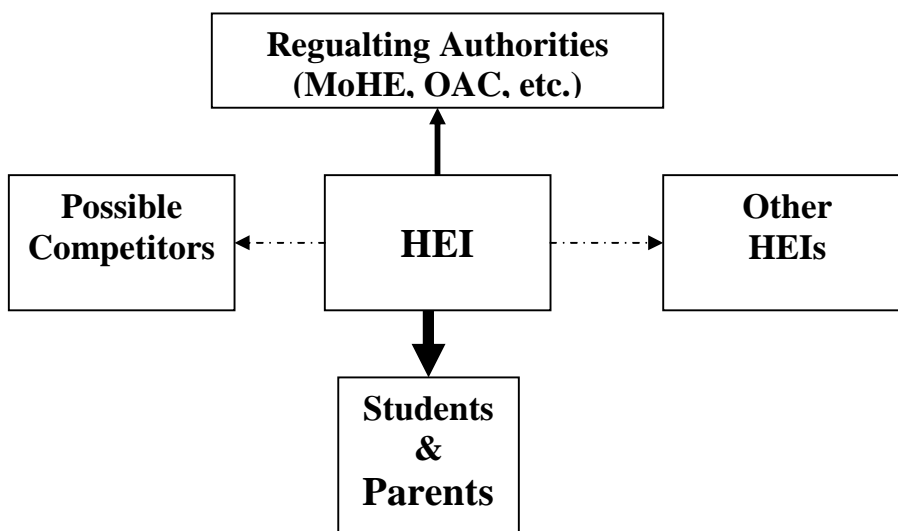 Regualting Authorities
(MoHE, OAC, etc.)
Possible
Competitors
HEI
Other
HEIs
Students
&
Parents